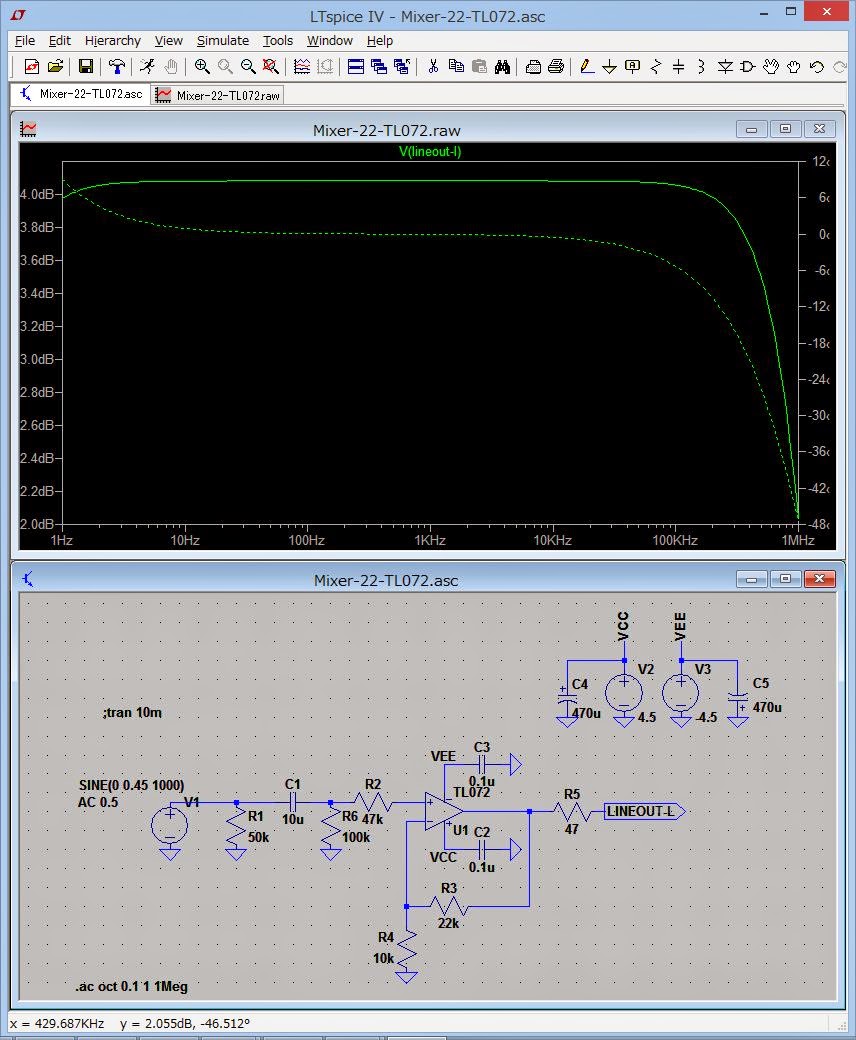 LTspice IV - Mixer-22-TL072.asc
File Edit Hierarchy View Simulate Tools Window Help
Mixer-22-TL072.asc Mixer-22-TL072.raw
Mixer-22-TL072.raw
V(lineout-l)
4.0dB
3.8dB
3.6dB
3.4dB
3.2dB
3.0dB
2.8dB
2.6dB
2.4dB
2.2dB
2.0dB
12
6
0
-6
-12
-18
-24
-30
-36
-42
-48
1Hz 10Hz 100Hz 1KHz 10KHz 100KHz 1MHz
Mixer-22-TL072.asc
VCC VEE
V2 V3
C4 C5
470u 4.5 -4.5 470u
;tran 10m
VEE C3
0.1u
SINE(0 0.45 1000)
AC 0.5
V1
C1 R2 TL072 R5
10u 47k 47
R1 R6 U1 LINEOUT-L
50k 100k
VCC C2
0.1u
R3
22k
R4
10k
.ac oct 0.1 1 1Meg
x = 429.687KHz y = 2.055dB, -46.512°